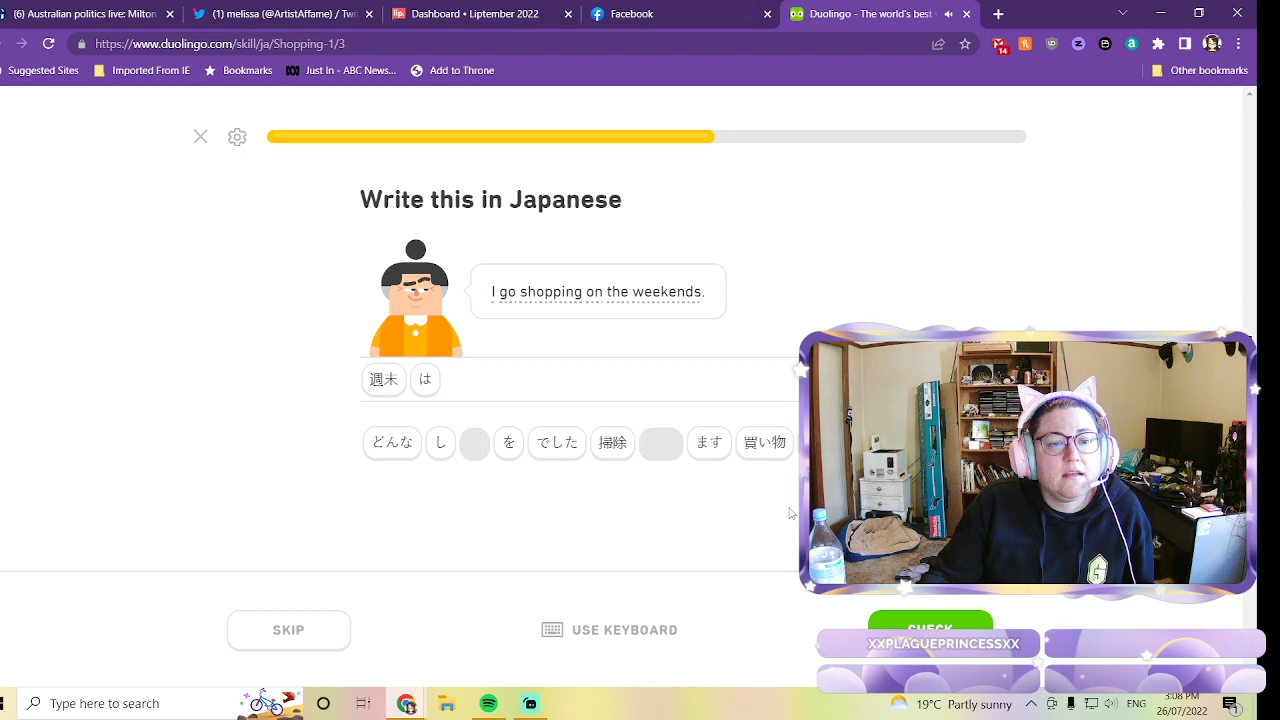 (6) Australian politics live: Milton
melissa (@ArtistAffame) / Twi
Dashboard • Liptember 2022
Facebook
Duolingo - The world's best
https://www.duolingo.com/skill/ja/Shopping-1/3
14
Suggested Sites
Imported From IE
Bookmarks
Just In - ABC News...
Add to Throne
Other bookmarks
Write this in Japanese
I go shopping on the weekends.
週末 は
どんな し を でした 掃除 ます 買い物
SKIP
USE KEYBOARD
CHECK
XXPLAGUEPRINCESSXX
Type here to search
19°C Partly sunny
ENG
3:08 PM
26/07/2022
1